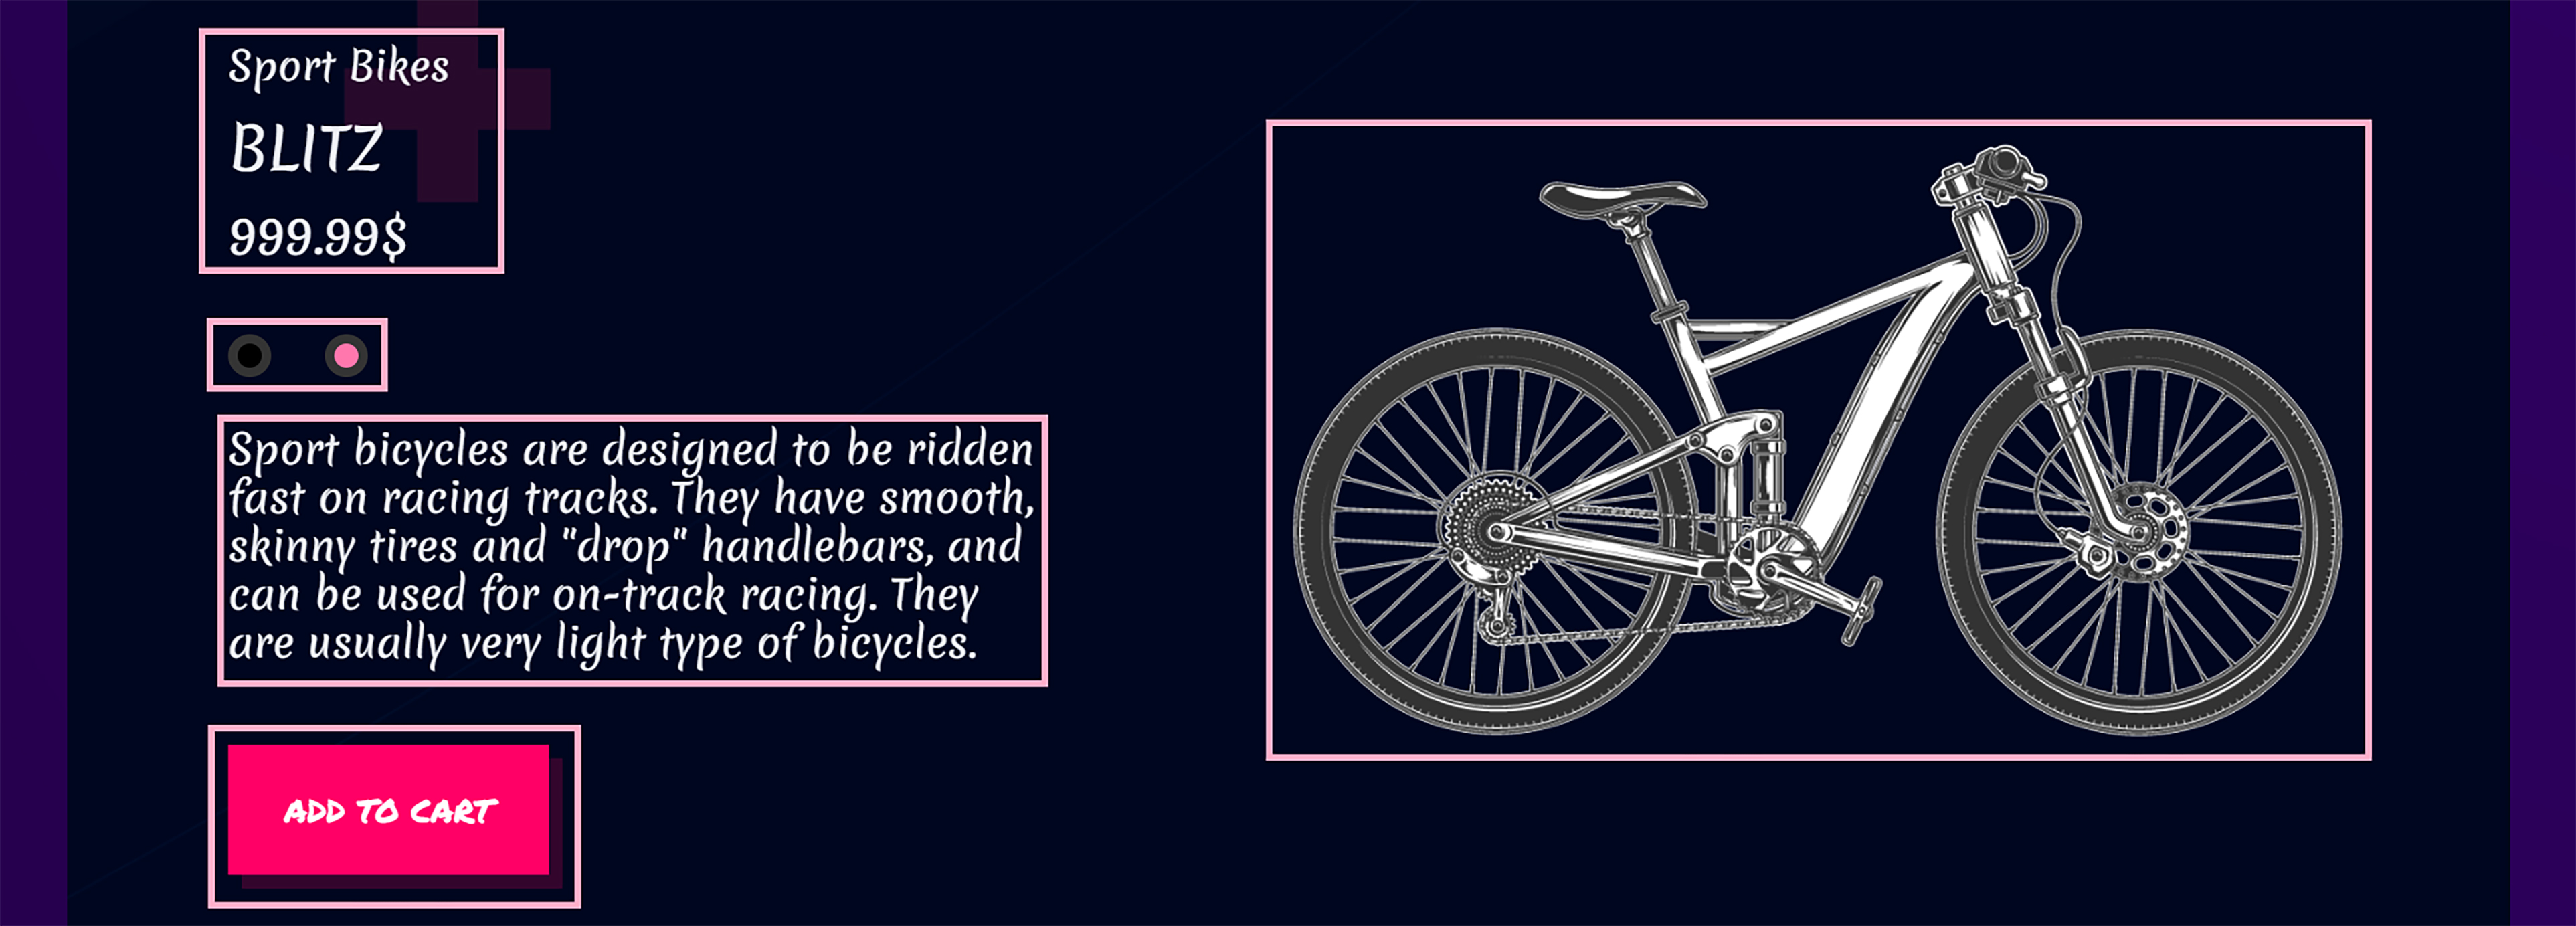 Sport Bikes
BLITZ
999.99$
Sport bicycles are designed to be ridden
fast on racing tracks. They have smooth,
skinny tires and "drop" handlebars, and
can be used for on-track racing. They
are usually very light type of bicycles.
ADD TO CART